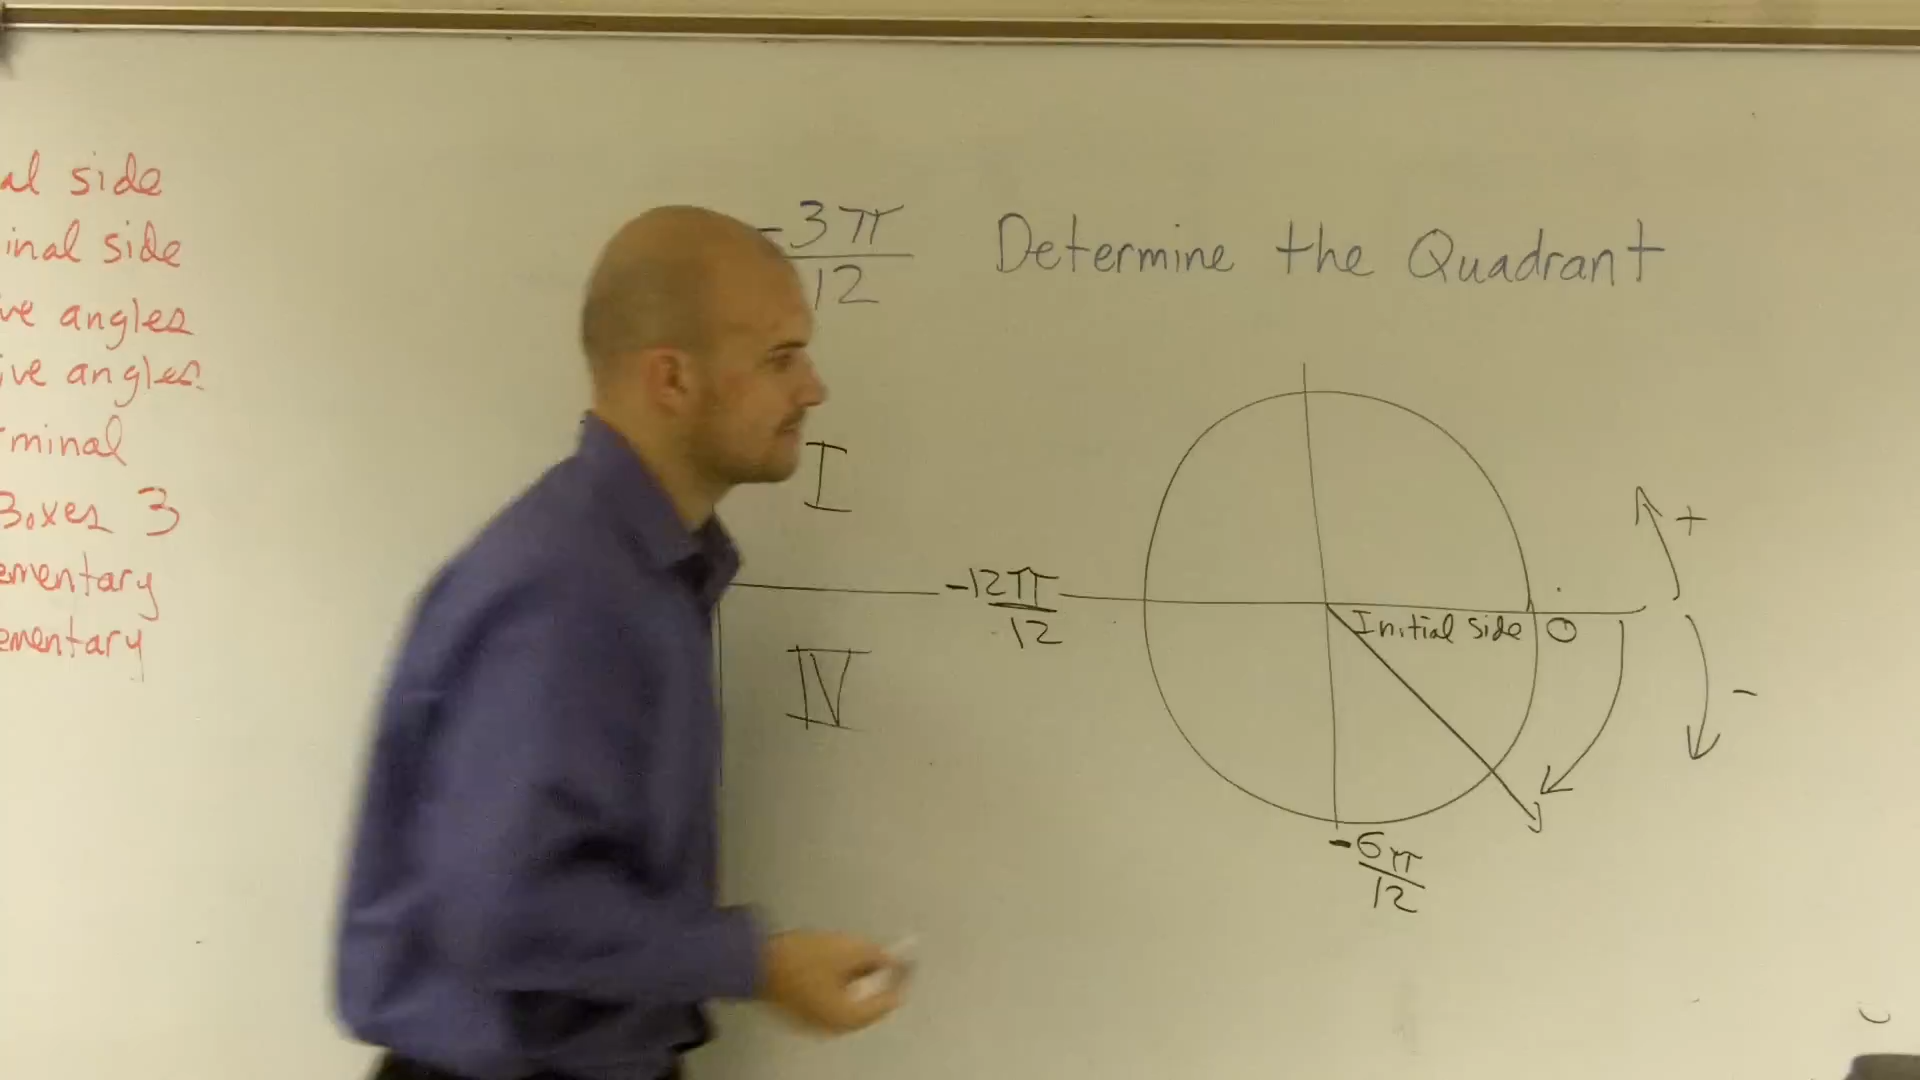 al side
inal side
ve angles
ive angles
rminal
Boxes 3
ementary
ementary
-3π
12
Determine the Quadrant
I
IV
-12π
12
Initial side 0
+
-
-6π
12